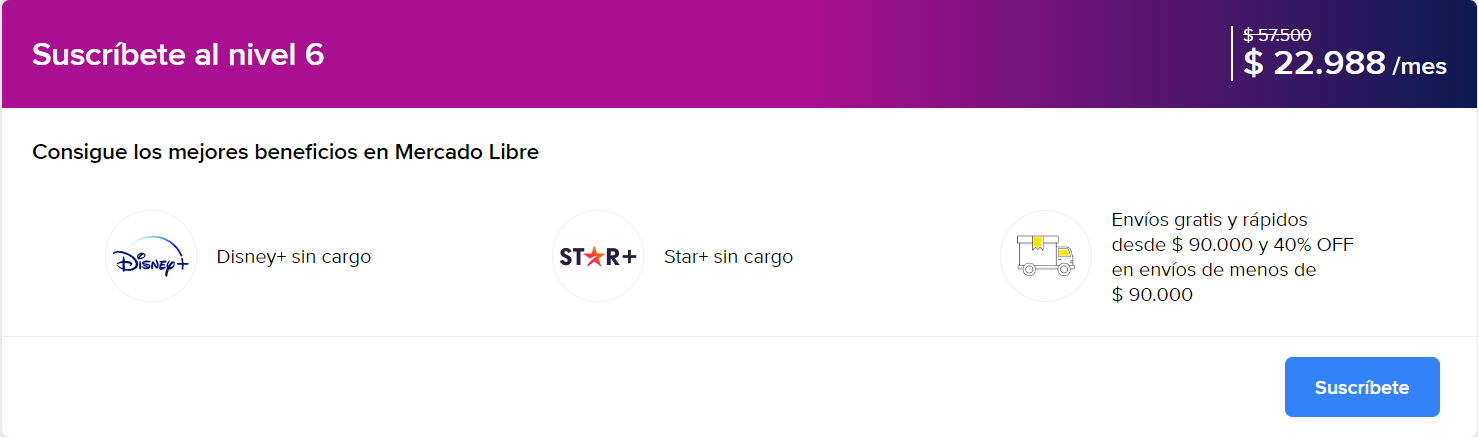 Suscríbete al nivel 6
$ 57.500
$ 22.988 /mes
Consigue los mejores beneficios en Mercado Libre
Disney+
Disney+ sin cargo
STAR+
Star+ sin cargo
Envíos gratis y rápidos
desde $ 90.000 y 40% OFF
en envíos de menos de
$ 90.000
Suscríbete